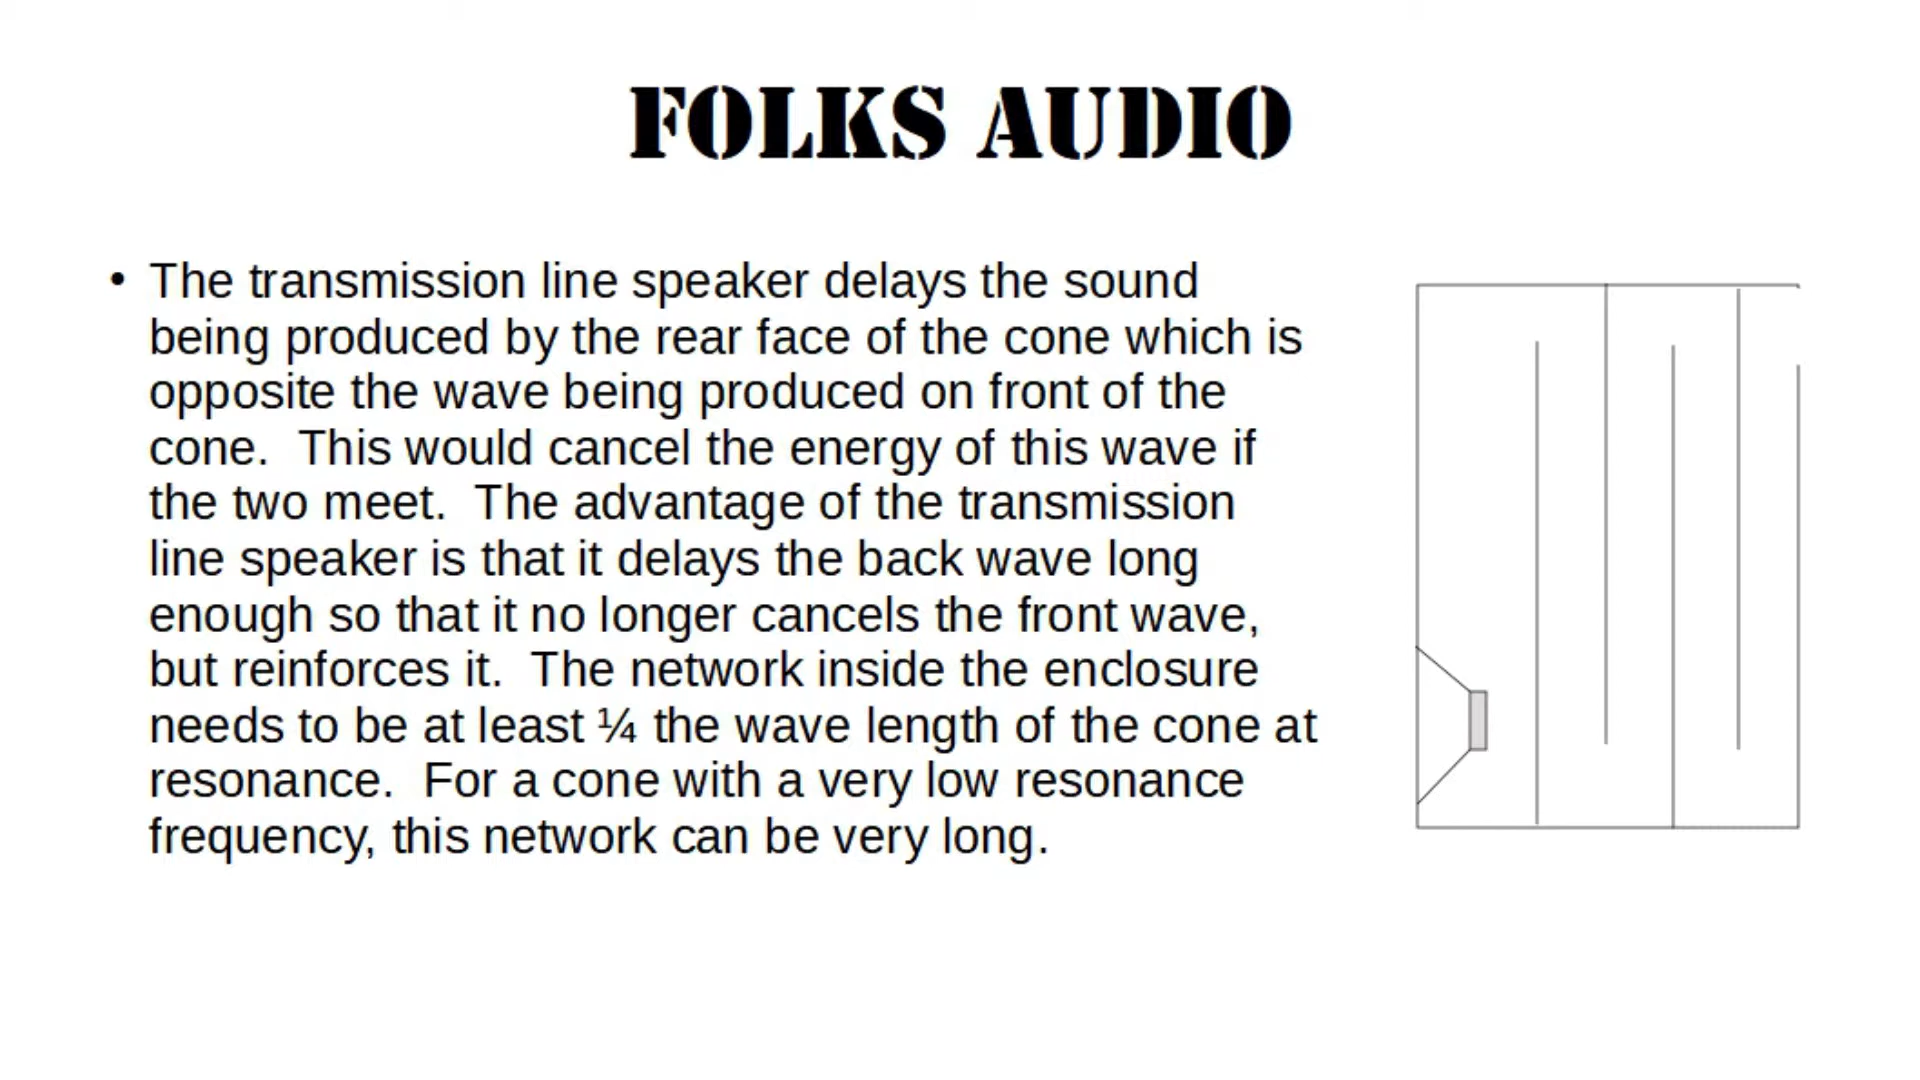 FOLKS AUDIO
• The transmission line speaker delays the sound
being produced by the rear face of the cone which is
opposite the wave being produced on front of the
cone.  This would cancel the energy of this wave if
the two meet.  The advantage of the transmission
line speaker is that it delays the back wave long
enough so that it no longer cancels the front wave,
but reinforces it.  The network inside the enclosure
needs to be at least ¼ the wave length of the cone at
resonance.  For a cone with a very low resonance
frequency, this network can be very long.